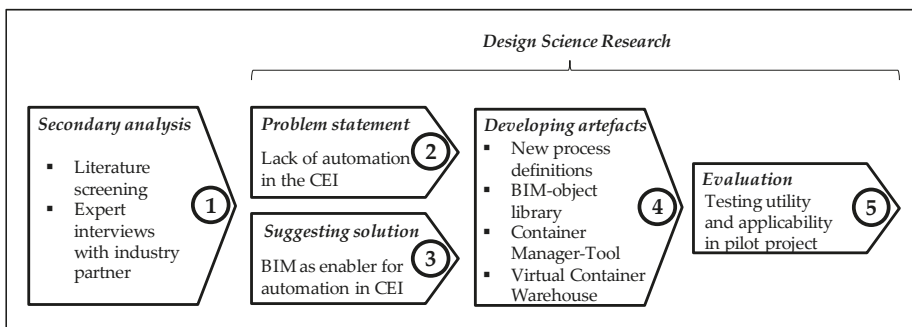 Design Science Research
Secondary analysis
▪ Literature
screening
▪ Expert
interviews with
industry
partner
1
Problem statement
Lack of automation
in the CEI
2
Suggesting solution
BIM as enabler for
automation in CEI
3
Developing artefacts
▪ New process
definitions
▪ BIM-object
library
▪ Container
Manager-Tool
▪ Virtual Container
Warehouse
4
Evaluation
Testing utility
and applicability
in pilot project
5